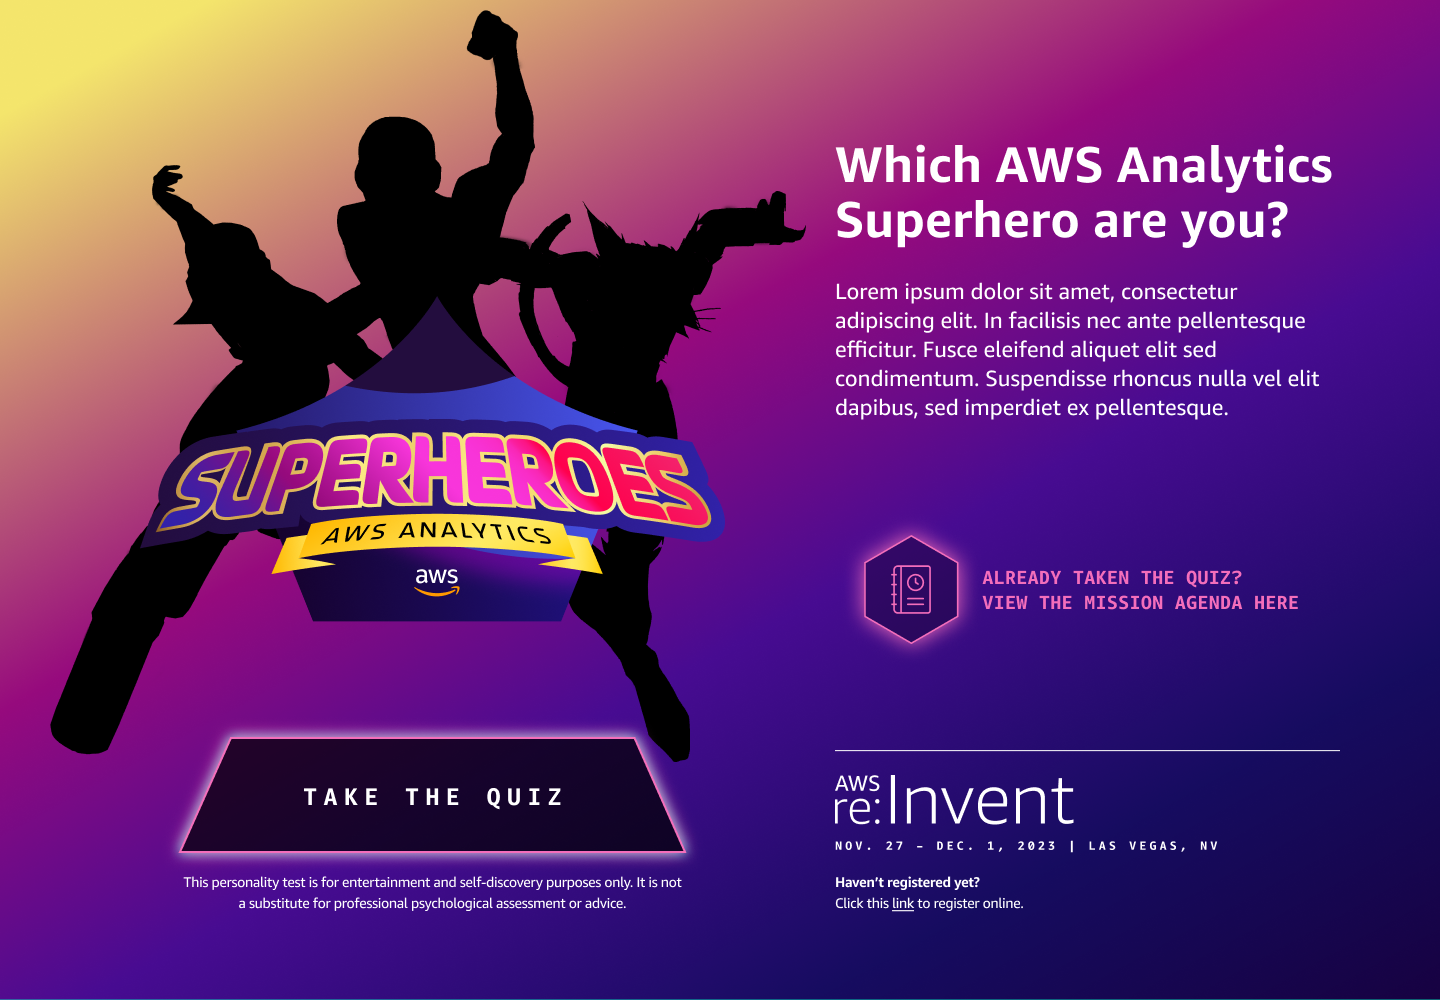 SUPERHEROES
AWS ANALYTICS
aws
TAKE THE QUIZ
This personality test is for entertainment and self-discovery purposes only. It is not
a substitute for professional psychological assessment or advice.
Which AWS Analytics
Superhero are you?
Lorem ipsum dolor sit amet, consectetur
adipiscing elit. In facilisis nec ante pellentesque
efficitur. Fusce eleifend aliquet elit sed
condimentum. Suspendisse rhoncus nulla vel elit
dapibus, sed imperdiet ex pellentesque.
ALREADY TAKEN THE QUIZ?
VIEW THE MISSION AGENDA HERE
AWS
re:Invent
NOV. 27 – DEC. 1, 2023 | LAS VEGAS, NV
Haven’t registered yet?
Click this link to register online.